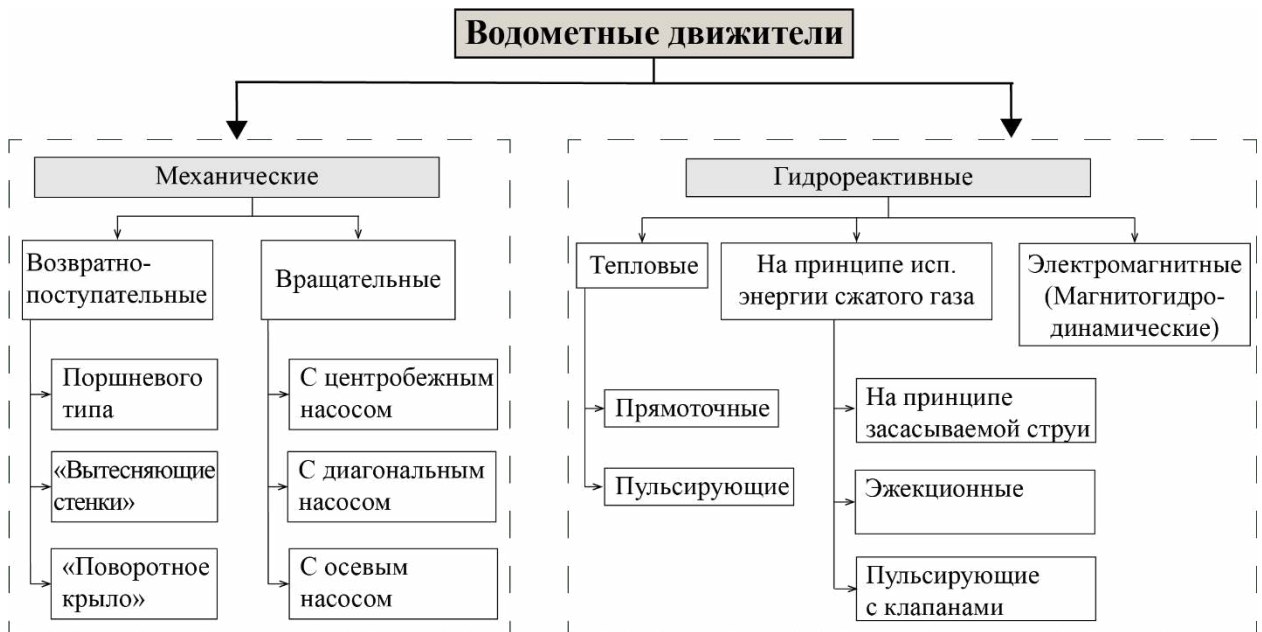 Водометные движители
Механические
Возвратно-
поступательные
Поршневого
типа
«Вытесняющие
стенки»
«Поворотное
крыло»
Вращательные
С центробежным
насосом
С диагональным
насосом
С осевым
насосом
Гидрореактивные
Тепловые
Прямоточные
Пульсирующие
На принципе исп.
энергии сжатого газа
На принципе
засасываемой струи
Эжекционные
Пульсирующие
с клапанами
Электромагнитные
(Магнитогидро-
динамические)